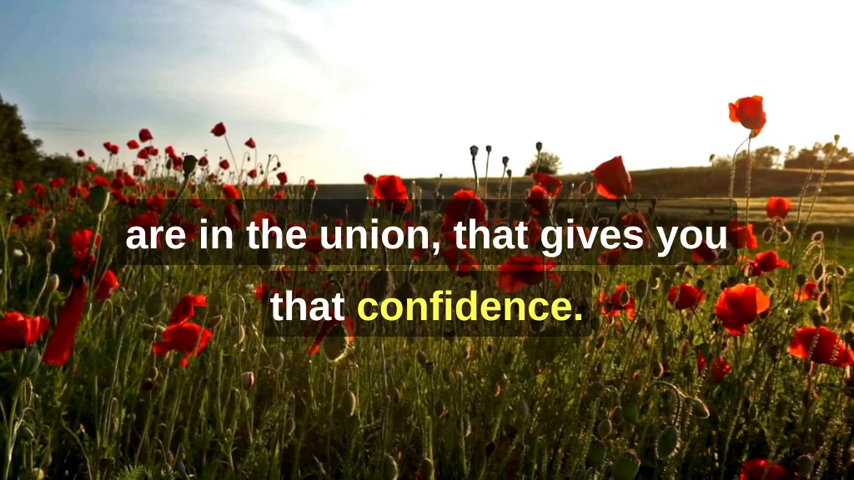 are in the union, that gives you
that confidence.